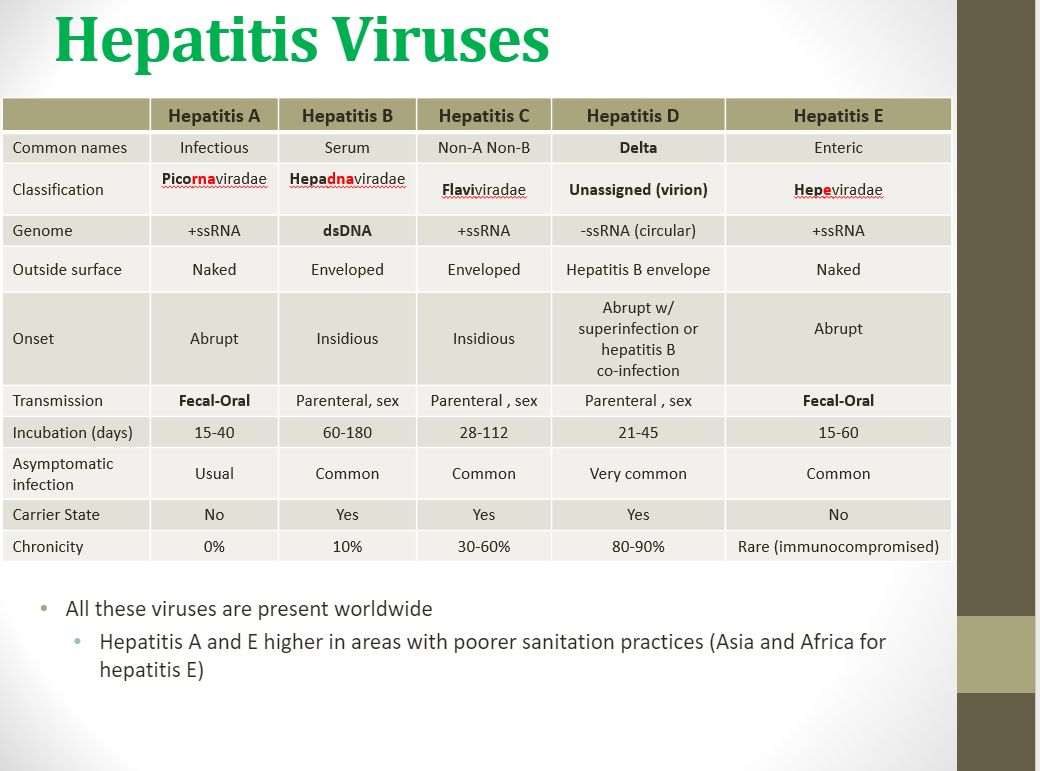 Hepatitis Viruses
Hepatitis A Hepatitis B Hepatitis C Hepatitis D Hepatitis E
Common names Infectious Serum Non-A Non-B Delta Enteric
Classification Picornaviradae Hepadnaviradae Flaviviradae Unassigned (virion) Hepeviradae
Genome +ssRNA dsDNA +ssRNA -ssRNA (circular) +ssRNA
Outside surface Naked Enveloped Enveloped Hepatitis B envelope Naked
Onset Abrupt Insidious Insidious Abrupt w/
superinfection or
hepatitis B
co-infection Abrupt
Transmission Fecal-Oral Parenteral, sex Parenteral , sex Parenteral , sex Fecal-Oral
Incubation (days) 15-40 60-180 28-112 21-45 15-60
Asymptomatic
infection Usual Common Common Very common Common
Carrier State No Yes Yes Yes No
Chronicity 0% 10% 30-60% 80-90% Rare (immunocompromised)
• All these viruses are present worldwide
• Hepatitis A and E higher in areas with poorer sanitation practices (Asia and Africa for
hepatitis E)